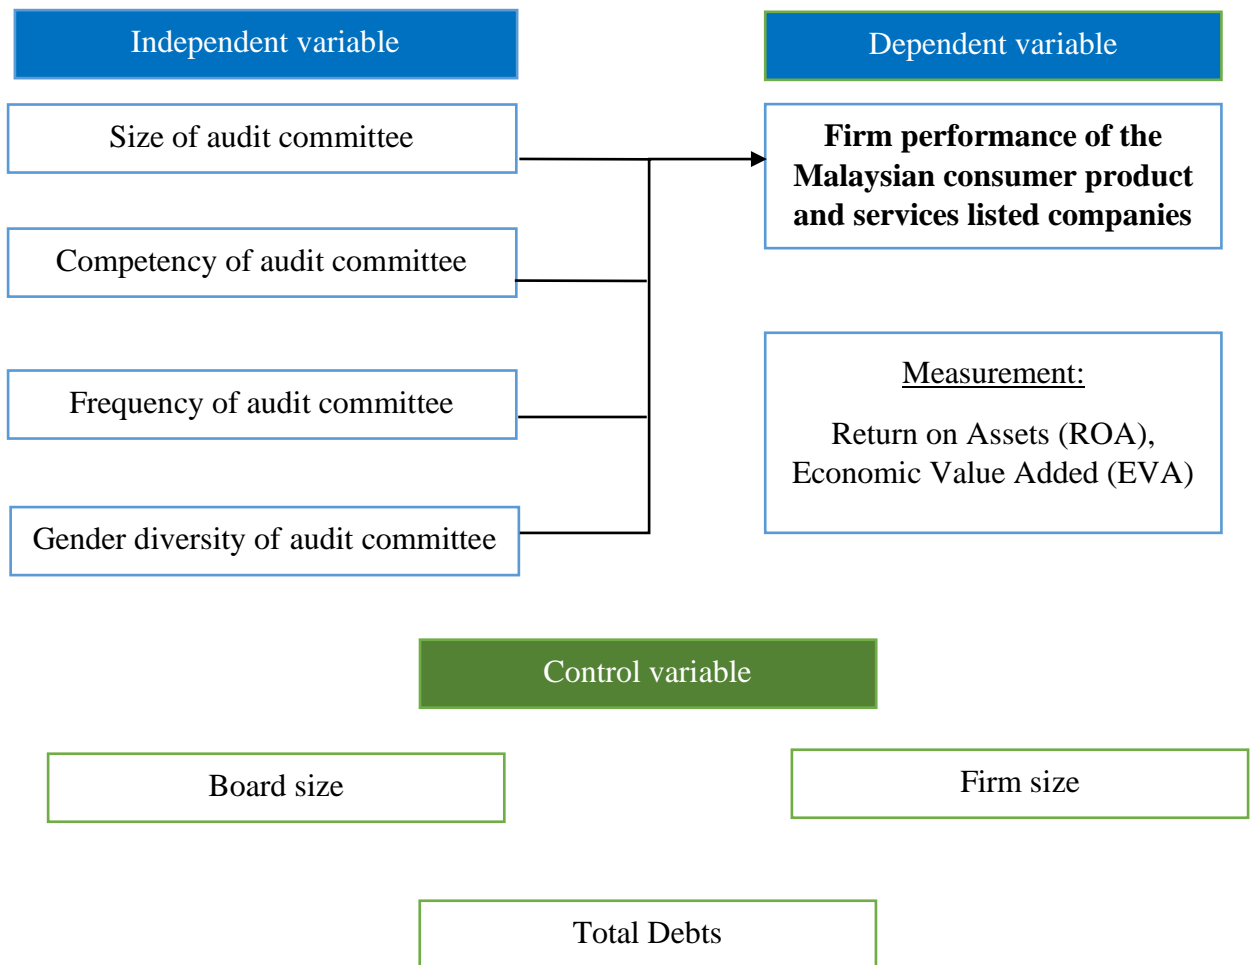 Independent variable
Dependent variable
Size of audit committee
Competency of audit committee
Frequency of audit committee
Gender diversity of audit committee
Firm performance of the
Malaysian consumer product
and services listed companies
Measurement:
Return on Assets (ROA),
Economic Value Added (EVA)
Control variable
Board size
Firm size
Total Debts